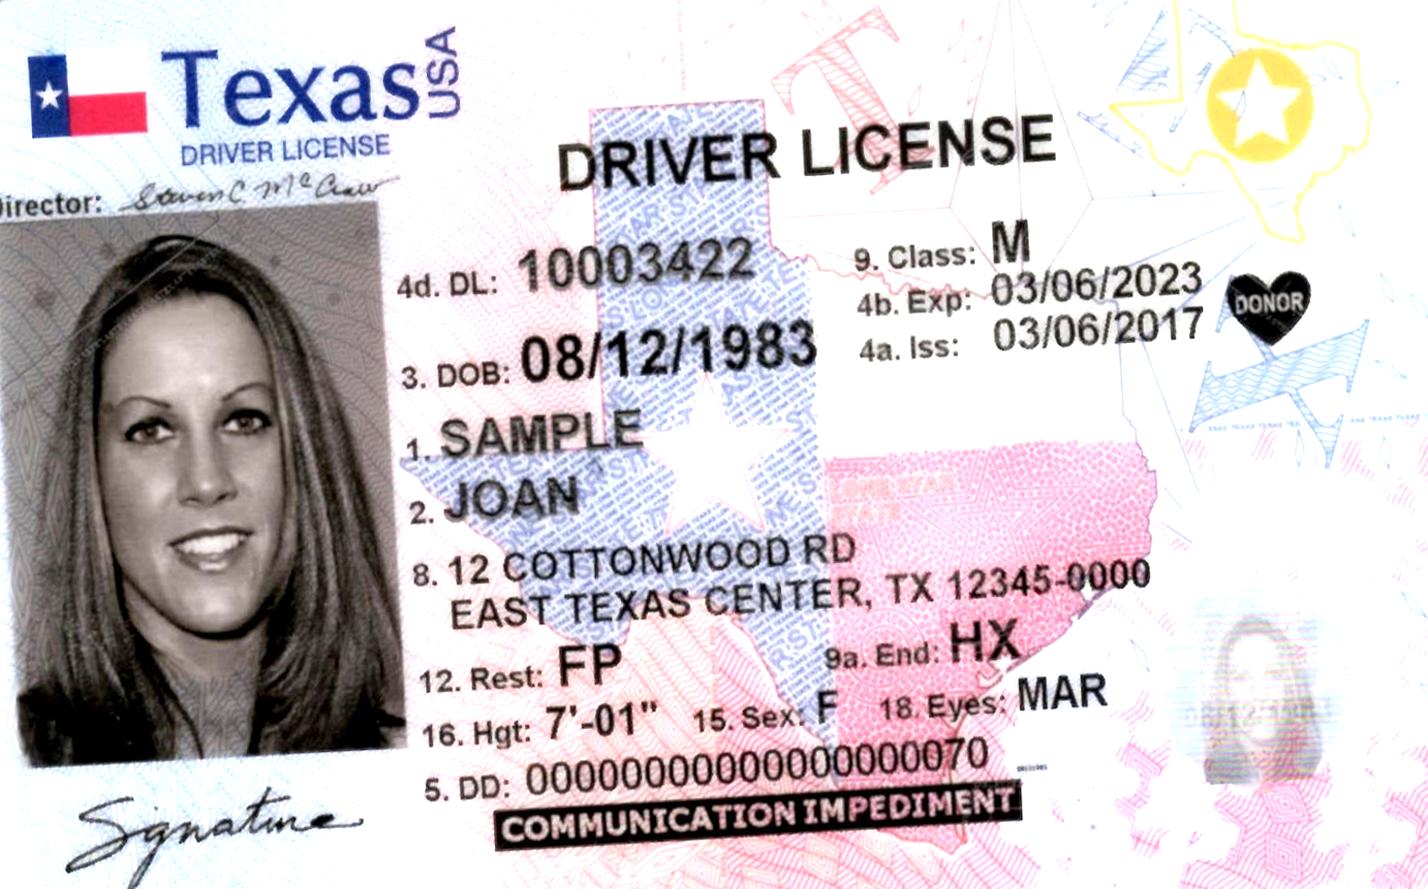 Texas USA
DRIVER LICENSE
Director: Steven C McCraw
DRIVER LICENSE
4d. DL: 10003422
9. Class: M
4b. Exp: 03/06/2023
4a. Iss: 03/06/2017
DONOR
3. DOB: 08/12/1983
1. SAMPLE
2. JOAN
8. 12 COTTONWOOD RD
EAST TEXAS CENTER, TX 12345-0000
12. Rest: FP
9a. End: HX
16. Hgt: 7'-01"
15. Sex: F
18. Eyes: MAR
5. DD: 00000000000000000070
COMMUNICATION IMPEDIMENT
Signature
LONE STAR
STATE